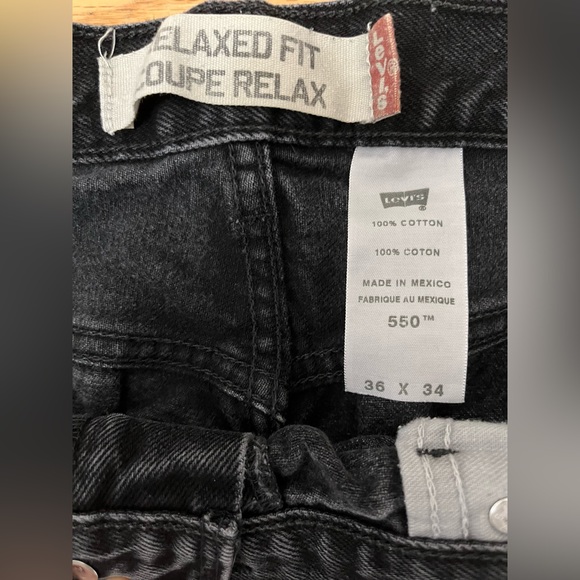 ELAXED FIT
OUPE RELAX
Levi's®
Levi's®
100% COTTON
100% COTON
MADE IN MEXICO
FABRIQUE AU MEXIQUE
550™
36 X 34